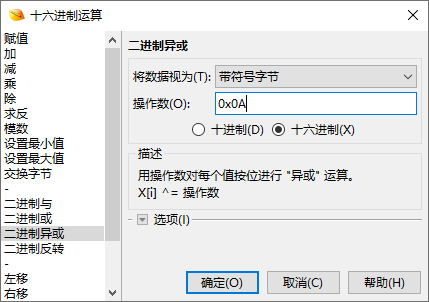 十六进制运算
赋值
加
减
乘
除
求反
模数
设置最小值
设置最大值
交换字节
-
二进制与
二进制或
二进制异或
二进制反转
-
左移
右移
二进制异或
将数据视为(T): 带符号字节
操作数(O): 0x0A
十进制(D) 十六进制(X)
描述
用操作数对每个值按位进行 "异或" 运算。
X[i] ^= 操作数
选项(I)
确定(O) 取消(C) 帮助(H)